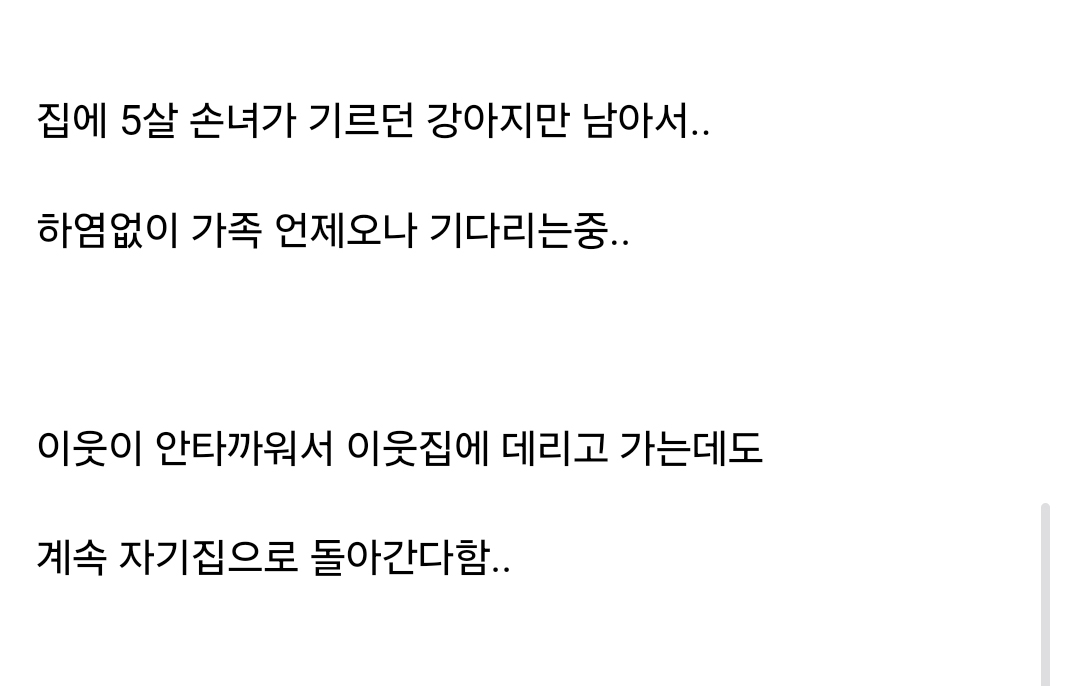 집에 5살 손녀가 기르던 강아지만 남아서..
하염없이 가족 언제오나 기다리는중..
이웃이 안타까워서 이웃집에 데리고 가는데도
계속 자기집으로 돌아간다함..